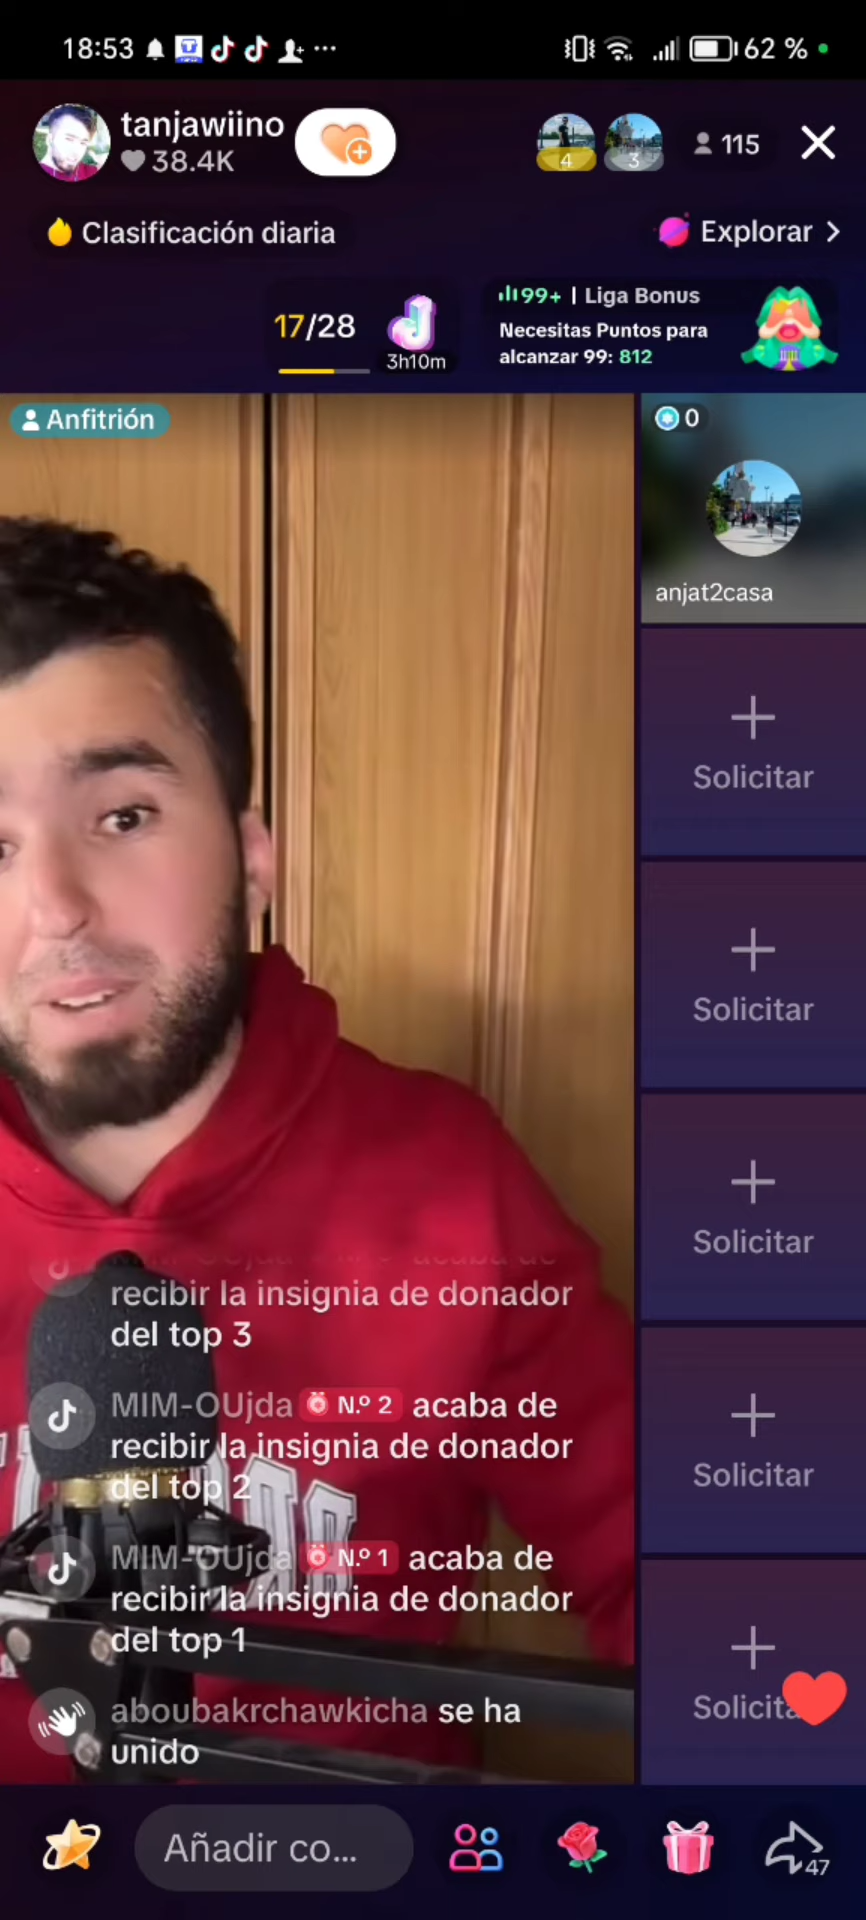 18:53
62 %
tanjawiino
38.4K
4
3
115
Clasificación diaria
Explorar >
17/28
3h10m
99+ | Liga Bonus
Necesitas Puntos para
alcanzar 99: 812
Anfitrión
0
anjat2casa
Solicitar
Solicitar
Solicitar
Solicitar
Solicita
acaba de
recibir la insignia de donador
del top 3
MIM-OUjda N.º 2 acaba de
recibir la insignia de donador
del top 2
MIM-OUjda N.º 1 acaba de
recibir la insignia de donador
del top 1
aboubakrchawkicha se ha
unido
Añadir co...
47